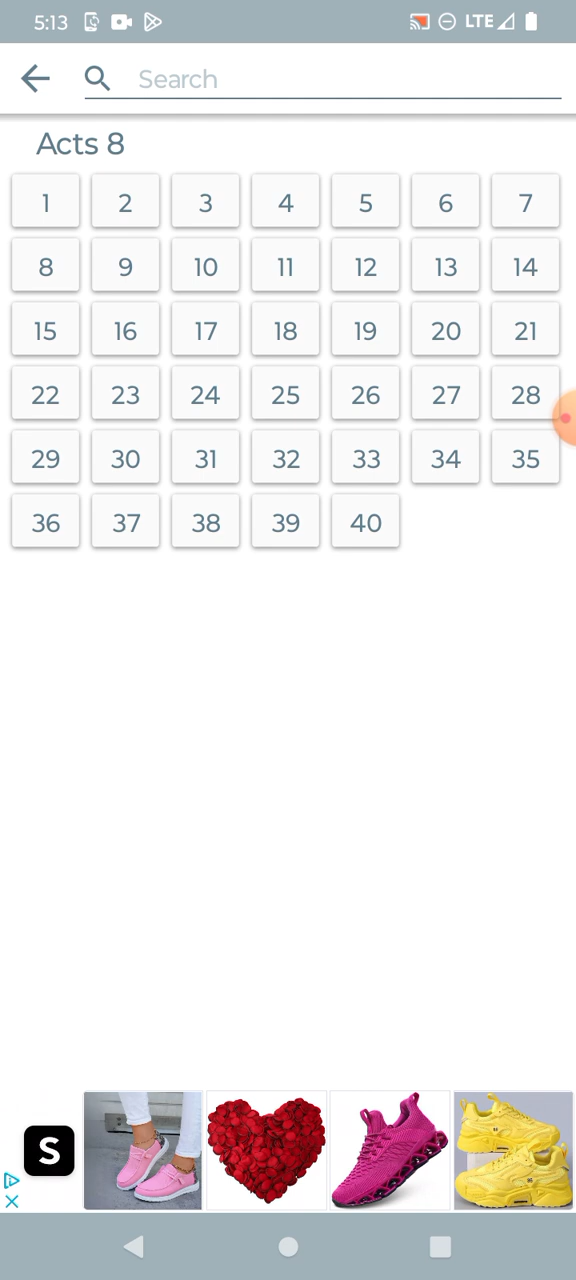 5:13 LTE
Search
Acts 8
1 2 3 4 5 6 7
8 9 10 11 12 13 14
15 16 17 18 19 20 21
22 23 24 25 26 27 28
29 30 31 32 33 34 35
36 37 38 39 40
S